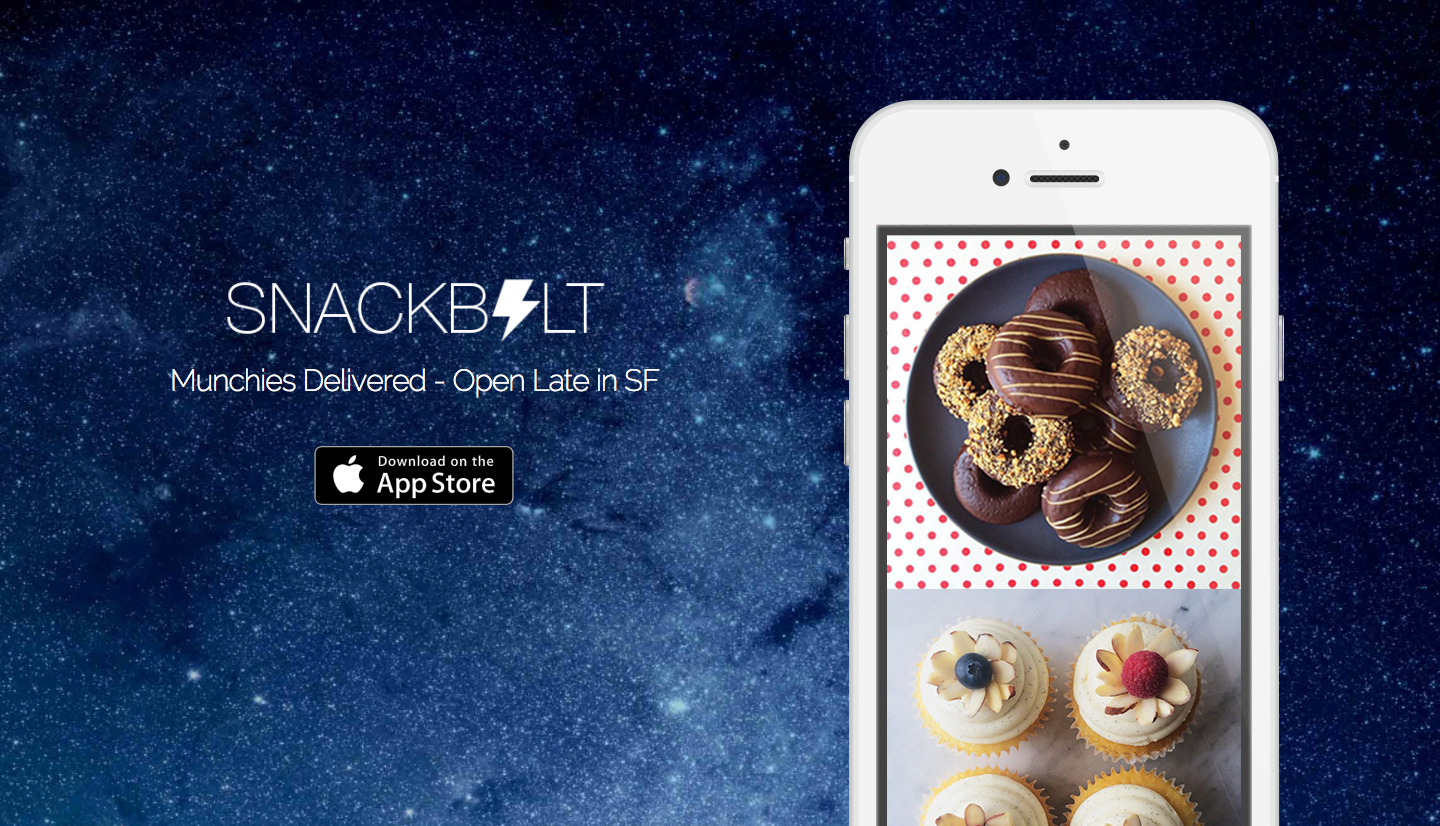 SNACKBOLT
Munchies Delivered - Open Late in SF
Download on the
App Store